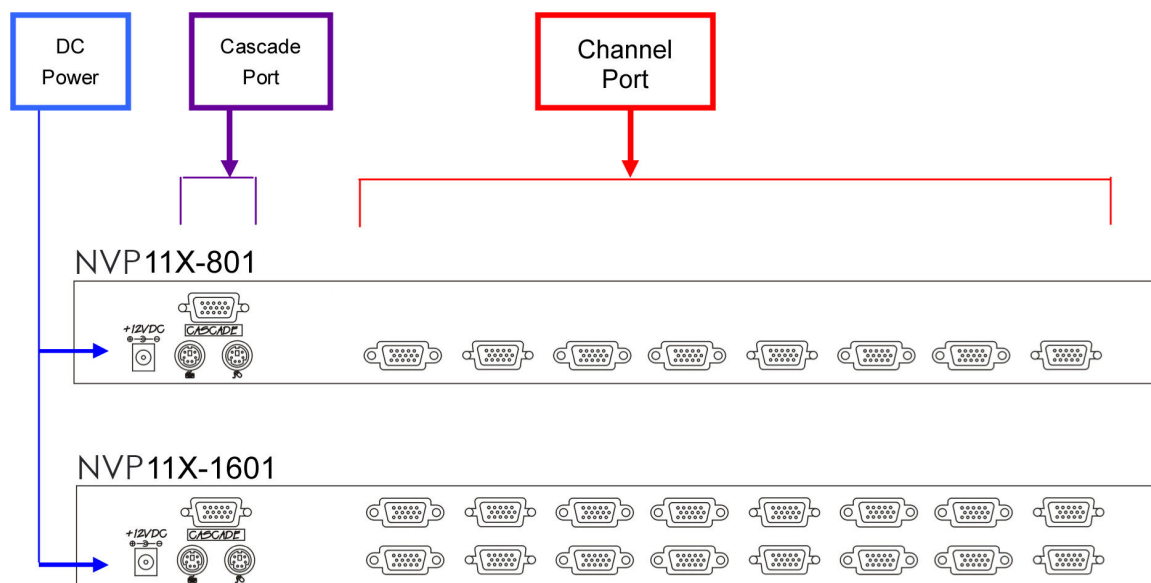 DC
Power
Cascade
Port
Channel
Port
NVP11X-801
+12VDC
CASCADE
NVP11X-1601
+12VDC
CASCADE